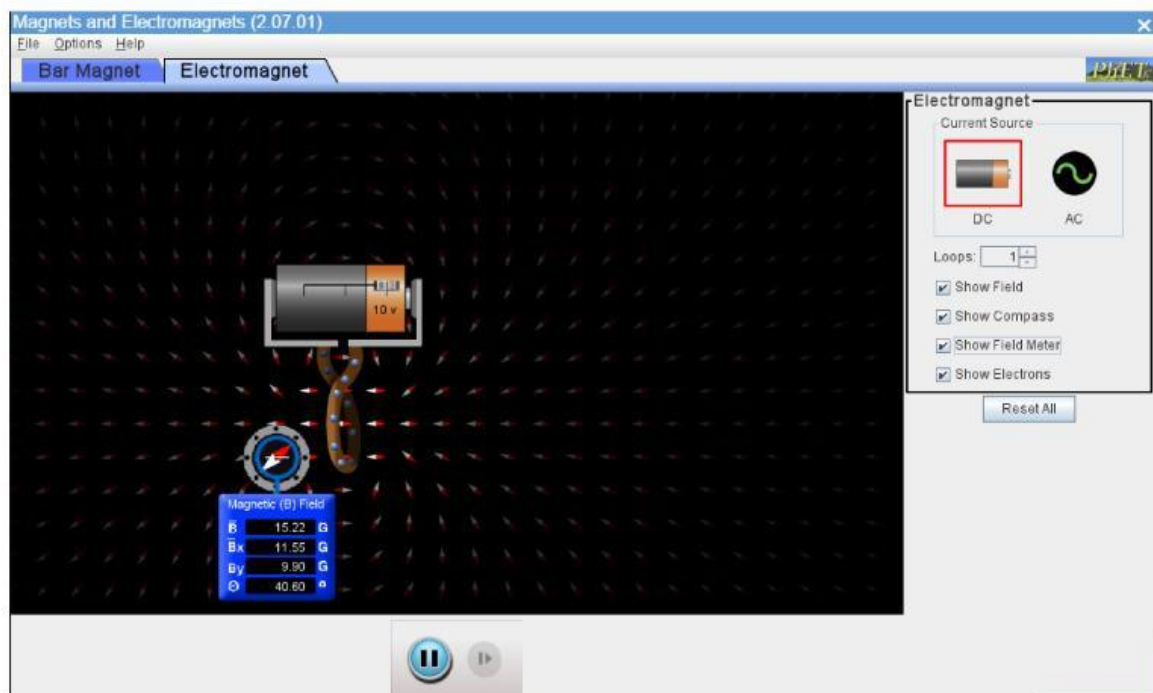 Magnets and Electromagnets (2.07.01)
File Options Help
Bar Magnet Electromagnet
PhET
Electromagnet
Current Source
DC AC
Loops: 1
Show Field
Show Compass
Show Field Meter
Show Electrons
Reset All
10 v
Magnetic (B) Field
B 15.22 G
Bx 11.55 G
By 9.90 G
Θ 40.60 º